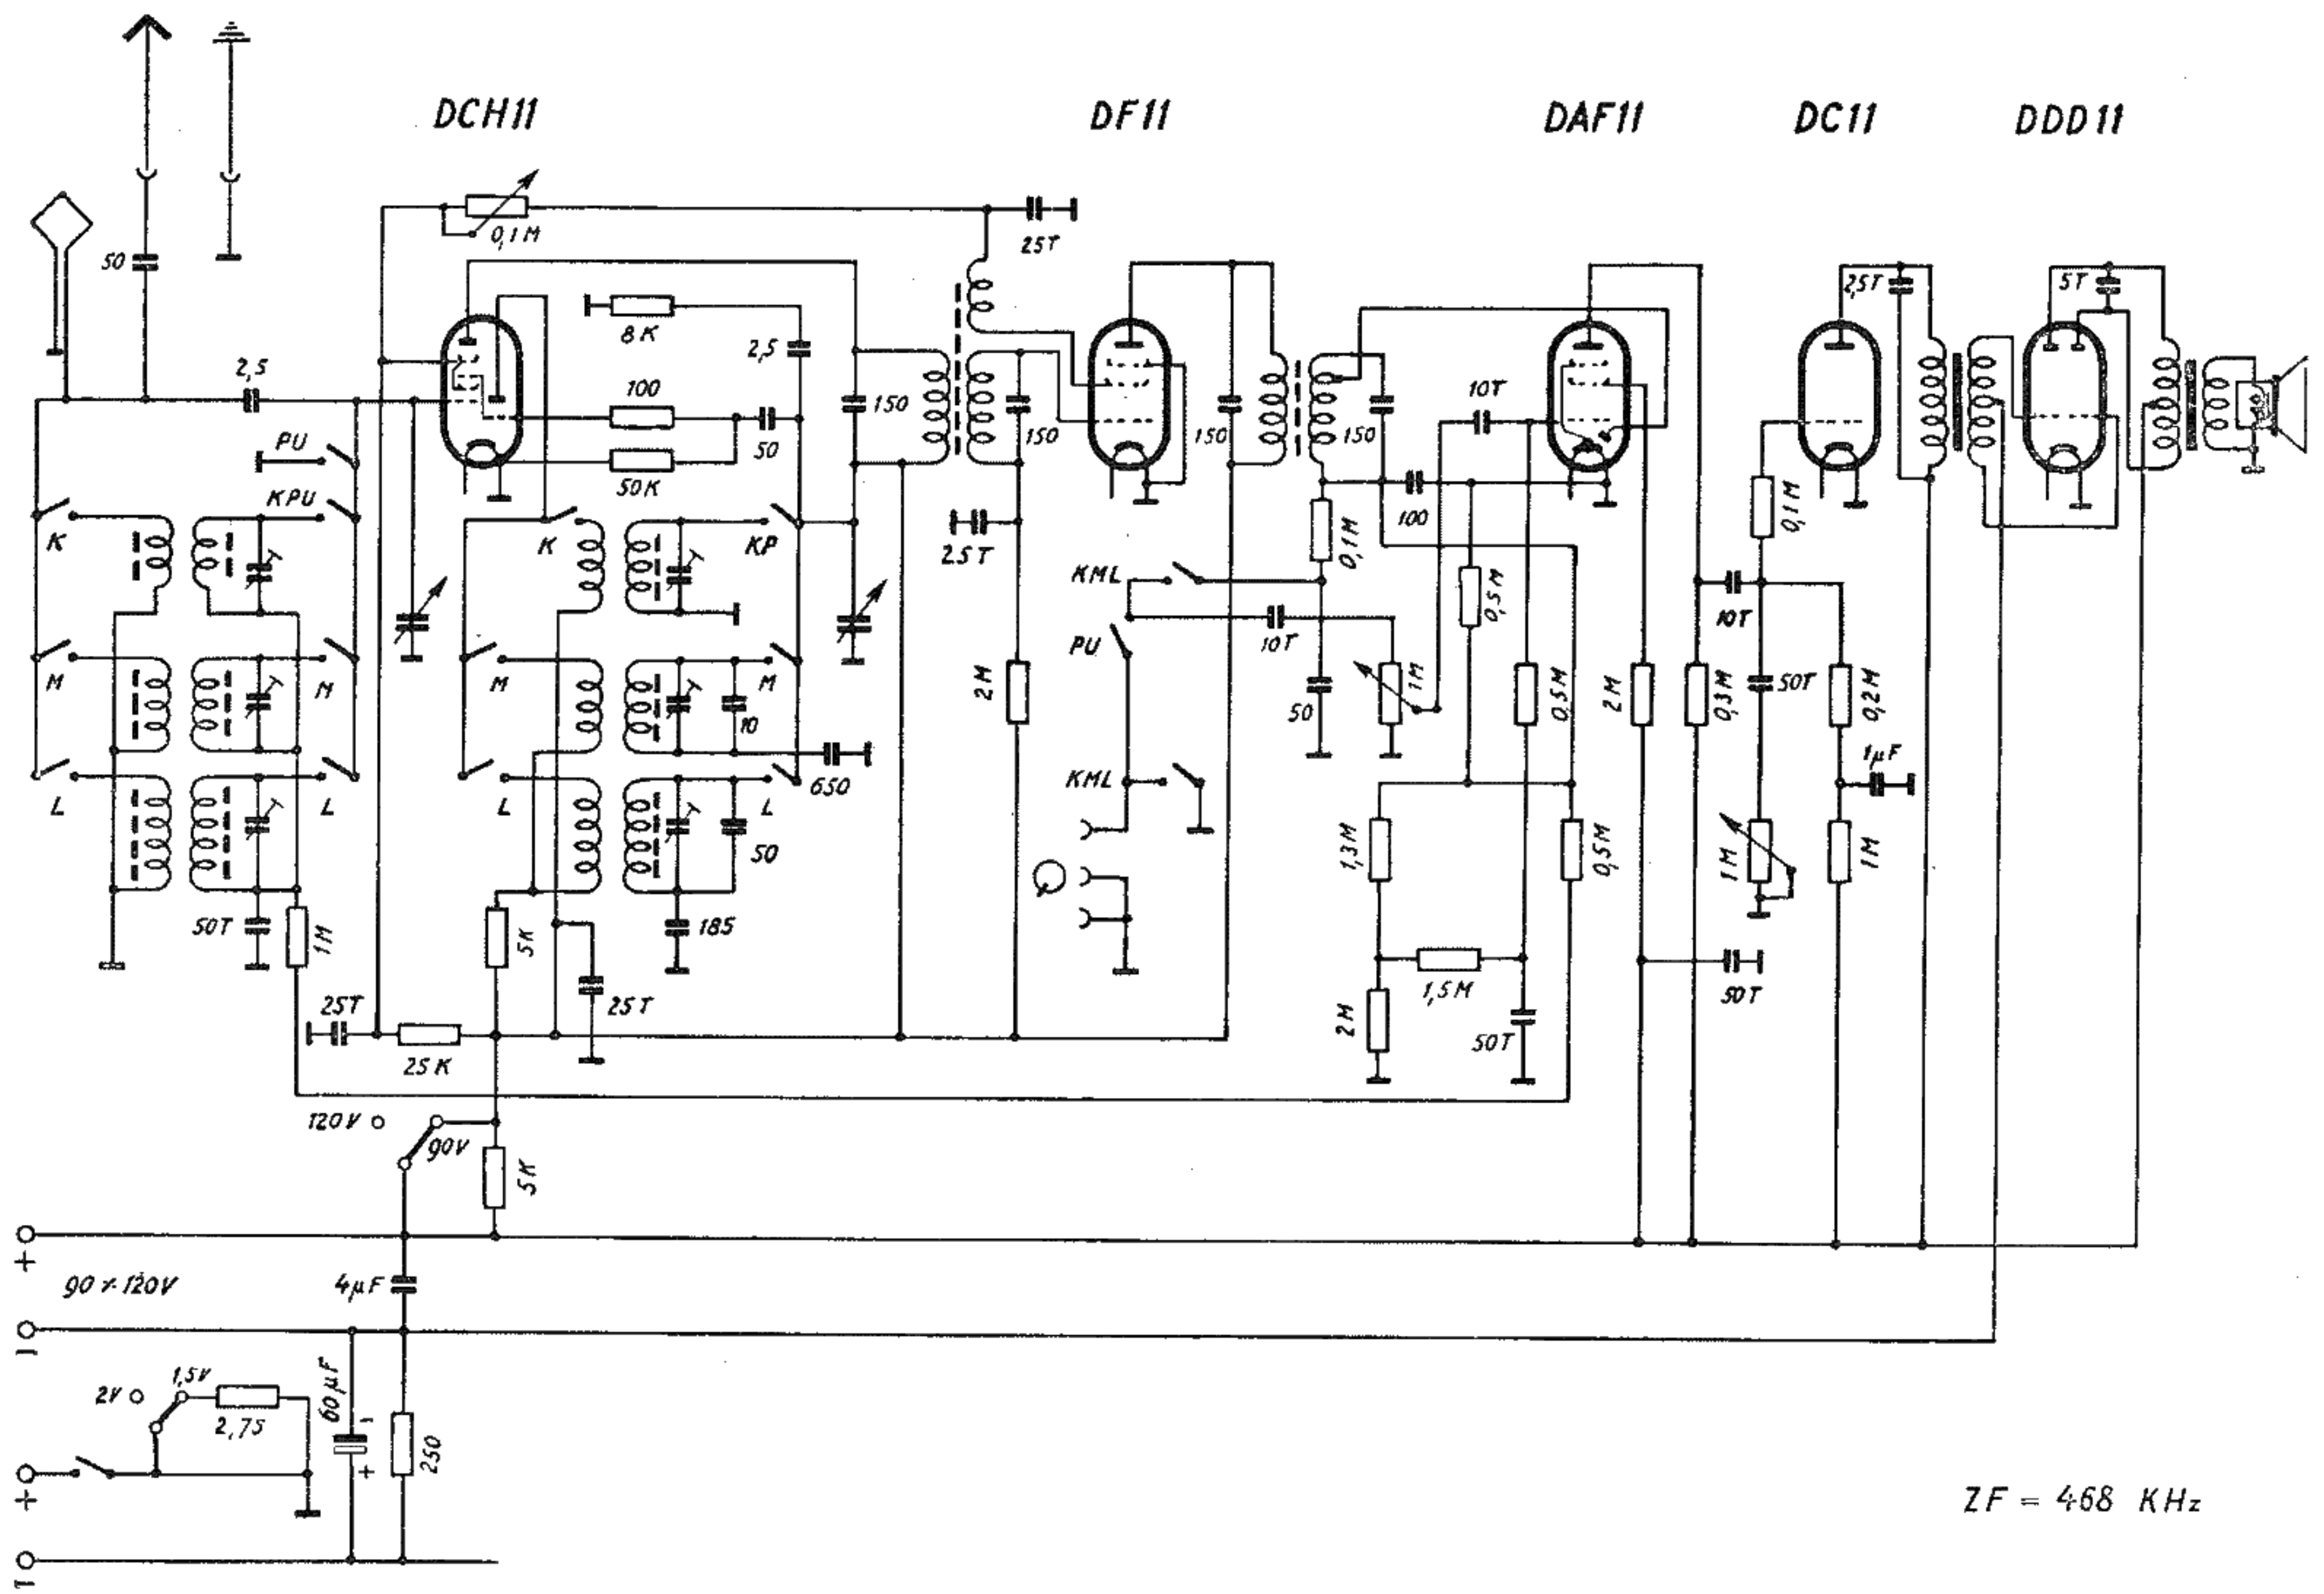 DCH11
DF11
DAF11
DC11
DDD11
50
0,1M
25T
8K
2,5
2,5
100
50
50K
150
150
150
150
2,5T
5T
10T
100
PU
KPU
K
K
KP
25T
0,1M
0,1M
KML
10T
PU
0,5M
10T
M
M
M
M
10
650
2M
50
1M
0,5M
2M
0,3M
50T
0,2M
1µF
L
L
L
L
50
KML
1,3M
0,5M
1M
1M
50T
1M
5K
185
25T
25K
25T
2M
1,5M
50T
50T
120V
90V
5K
+
90 ÷ 120V
4µF
-
2V
1,5V
2,75
60µF
-
+
250
+
-
ZF = 468 KHz